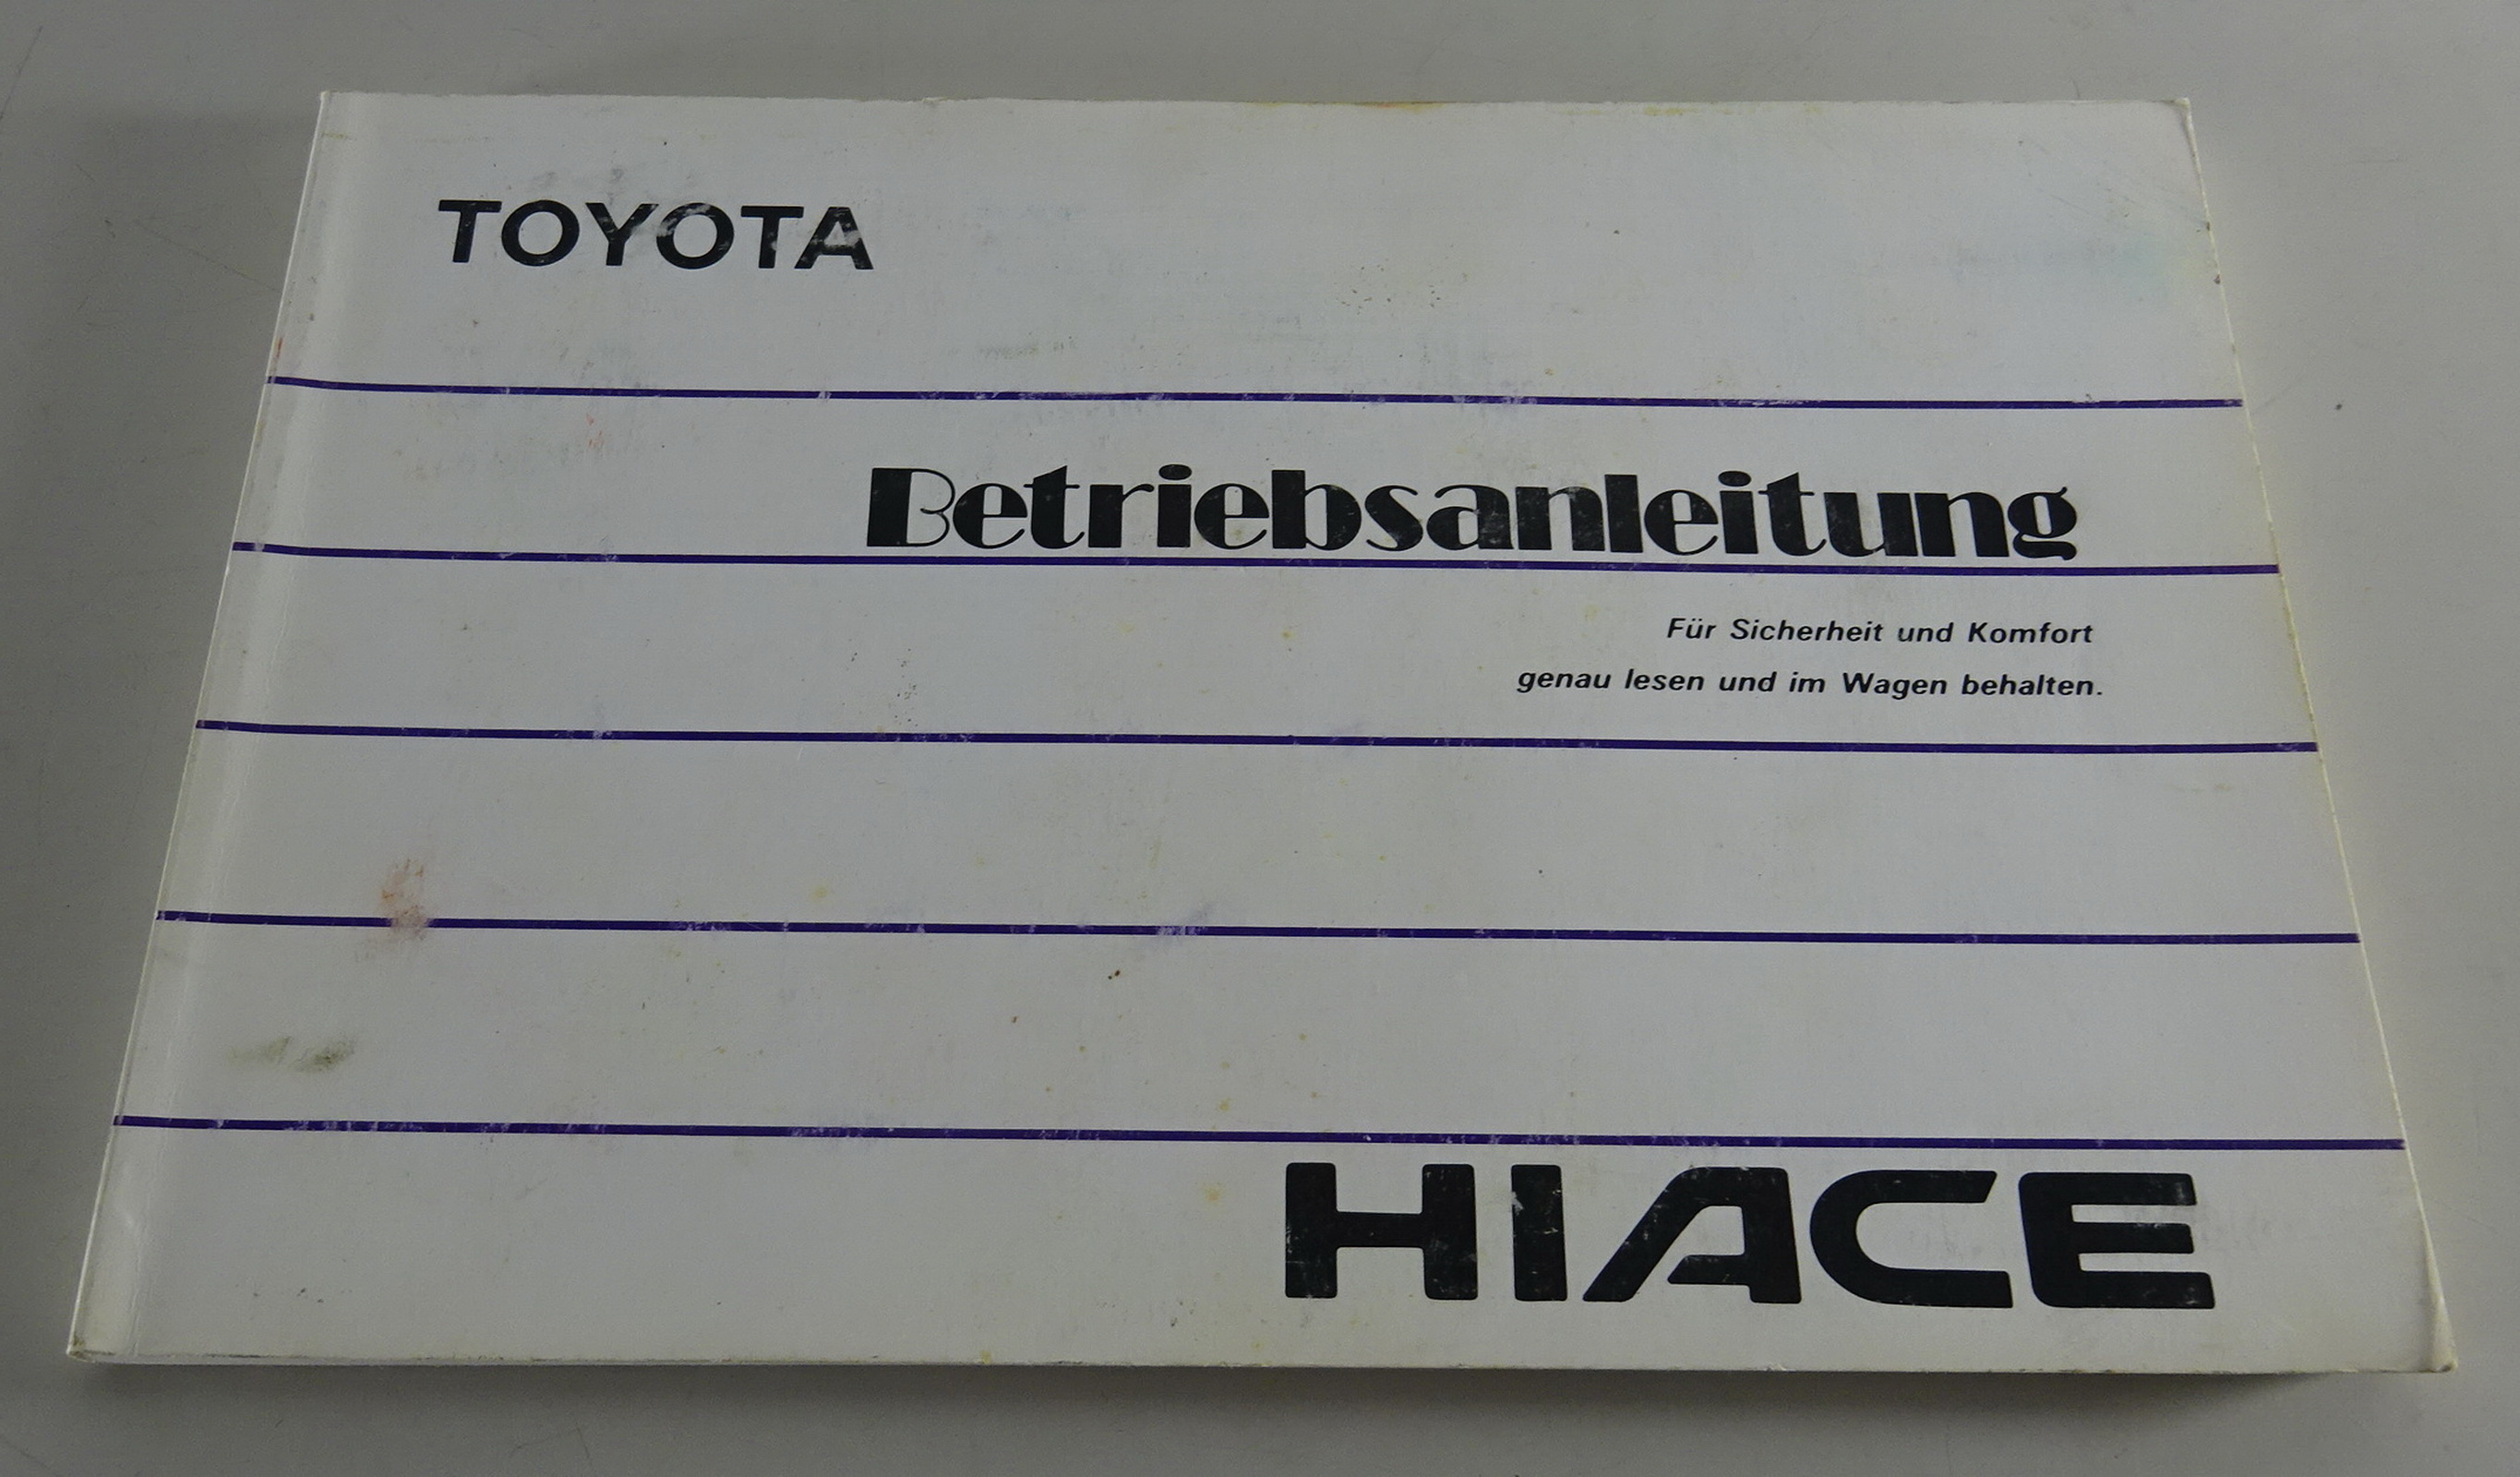 TOYOTA
Betriebsanleitung
Für Sicherheit und Komfort
genau lesen und im Wagen behalten.
HIACE